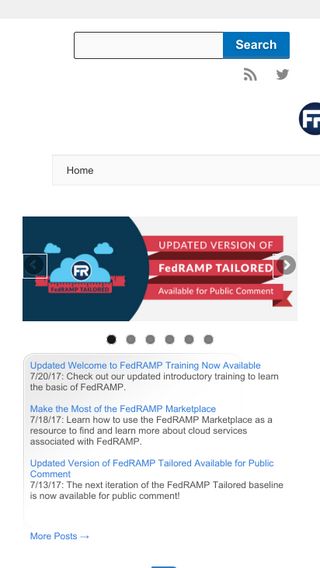 Search
FR
Home
UPDATED VERSION OF
FR
FedRAMP TAILORED
FedRAMP TAILORED
Available for Public Comment
Updated Welcome to FedRAMP Training Now Available
7/20/17: Check out our updated introductory training to learn
the basic of FedRAMP.
Make the Most of the FedRAMP Marketplace
7/18/17: Learn how to use the FedRAMP Marketplace as a
resource to find and learn more about cloud services
associated with FedRAMP.
Updated Version of FedRAMP Tailored Available for Public
Comment
7/13/17: The next iteration of the FedRAMP Tailored baseline
is now available for public comment!
More Posts →